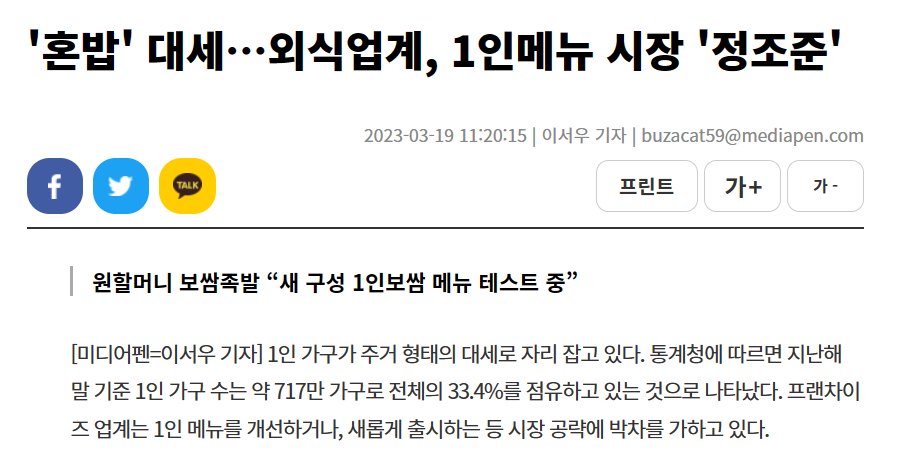 '혼밥' 대세…외식업계, 1인메뉴 시장 '정조준'
2023-03-19 11:20:15 | 이서우 기자 | buzacat59@mediapen.com
f
TALK
프린트
가+
가 -
원할머니 보쌈족발 “새 구성 1인보쌈 메뉴 테스트 중”
[미디어펜=이서우 기자] 1인 가구가 주거 형태의 대세로 자리 잡고 있다. 통계청에 따르면 지난해
말 기준 1인 가구 수는 약 717만 가구로 전체의 33.4%를 점유하고 있는 것으로 나타났다. 프랜차이
즈 업계는 1인 메뉴를 개선하거나, 새롭게 출시하는 등 시장 공략에 박차를 가하고 있다.